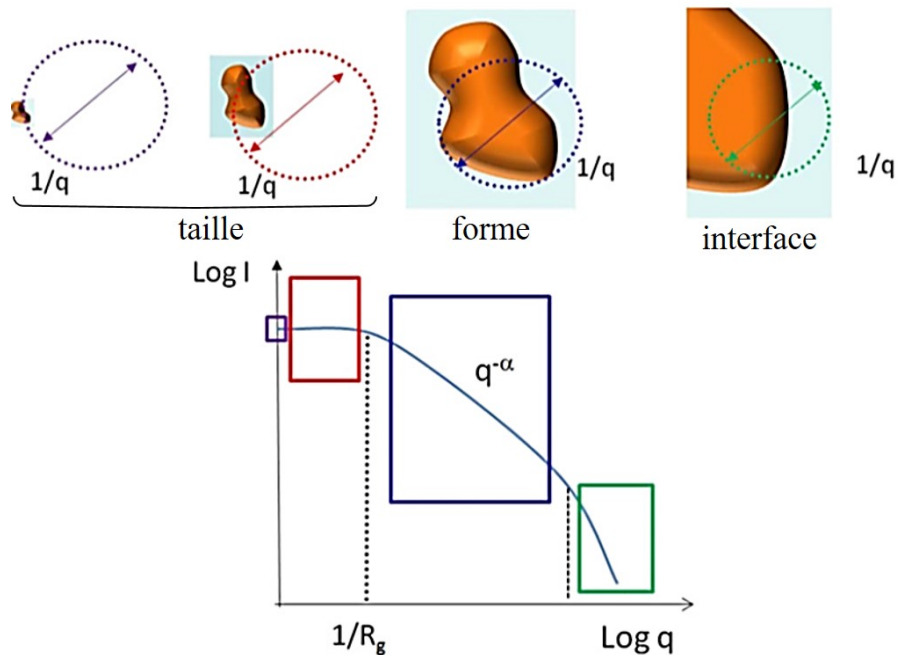 1/q
1/q
1/q
1/q
taille
forme
interface
Log I
q-α
1/Rg
Log q